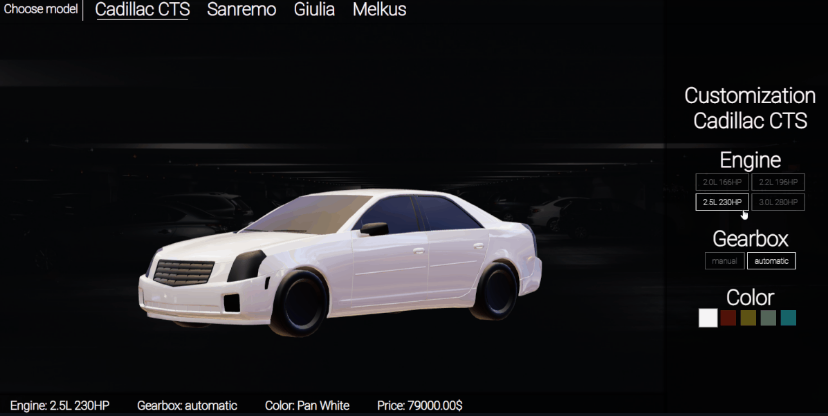 Choose model
Cadillac CTS Sanremo Giulia Melkus
Customization
Cadillac CTS
Engine
2.0L 166HP 2.2L 196HP
2.5L 230HP 3.0L 280HP
Gearbox
manual automatic
Color
Engine: 2.5L 230HP Gearbox: automatic Color: Pan White Price: 79000.00$